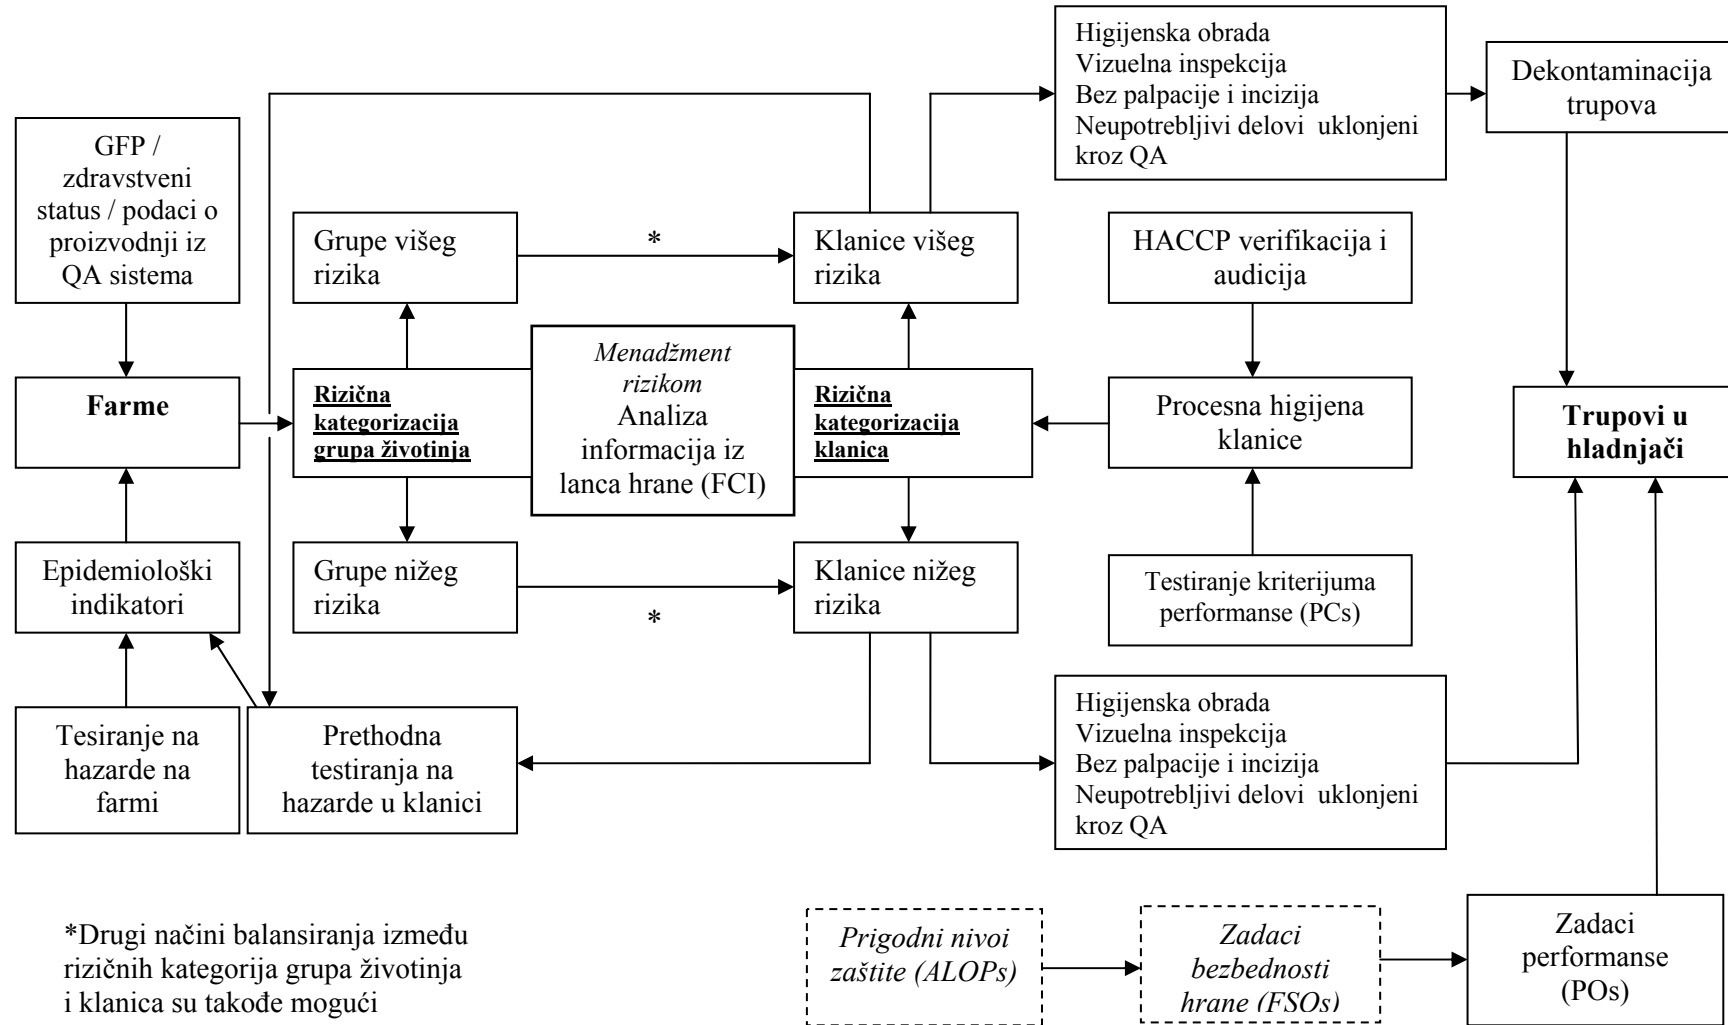 GFP /
zdravstveni
status / podaci o
proizvodnji iz
QA sistema
Farme
Epidemiološki
indikatori
Tesiranje na
hazarde na
farmi
Prethodna
testiranja na
hazarde u klanici
Grupe višeg
rizika
*
Rizična
kategorizacija
grupa životinja
Grupe nižeg
rizika
*
Menadžment
rizikom
Analiza
informacija iz
lanca hrane (FCI)
Klanice višeg
rizika
Rizična
kategorizacija
klanica
Klanice nižeg
rizika
Higijenska obrada
Vizuelna inspekcija
Bez palpacije i incizija
Neupotrebljivi delovi uklonjeni
kroz QA
Dekontaminacija
trupova
HACCP verifikacija i
audicija
Procesna higijena
klanice
Testiranje kriterijuma
performanse (PCs)
Trupovi u
hladnjači
Higijenska obrada
Vizuelna inspekcija
Bez palpacije i incizija
Neupotrebljivi delovi uklonjeni
kroz QA
*Drugi načini balansiranja između
rizičnih kategorija grupa životinja
i klanica su takođe mogući
Prigodni nivoi
zaštite (ALOPs)
Zadaci
bezbednosti
hrane (FSOs)
Zadaci
performanse
(POs)